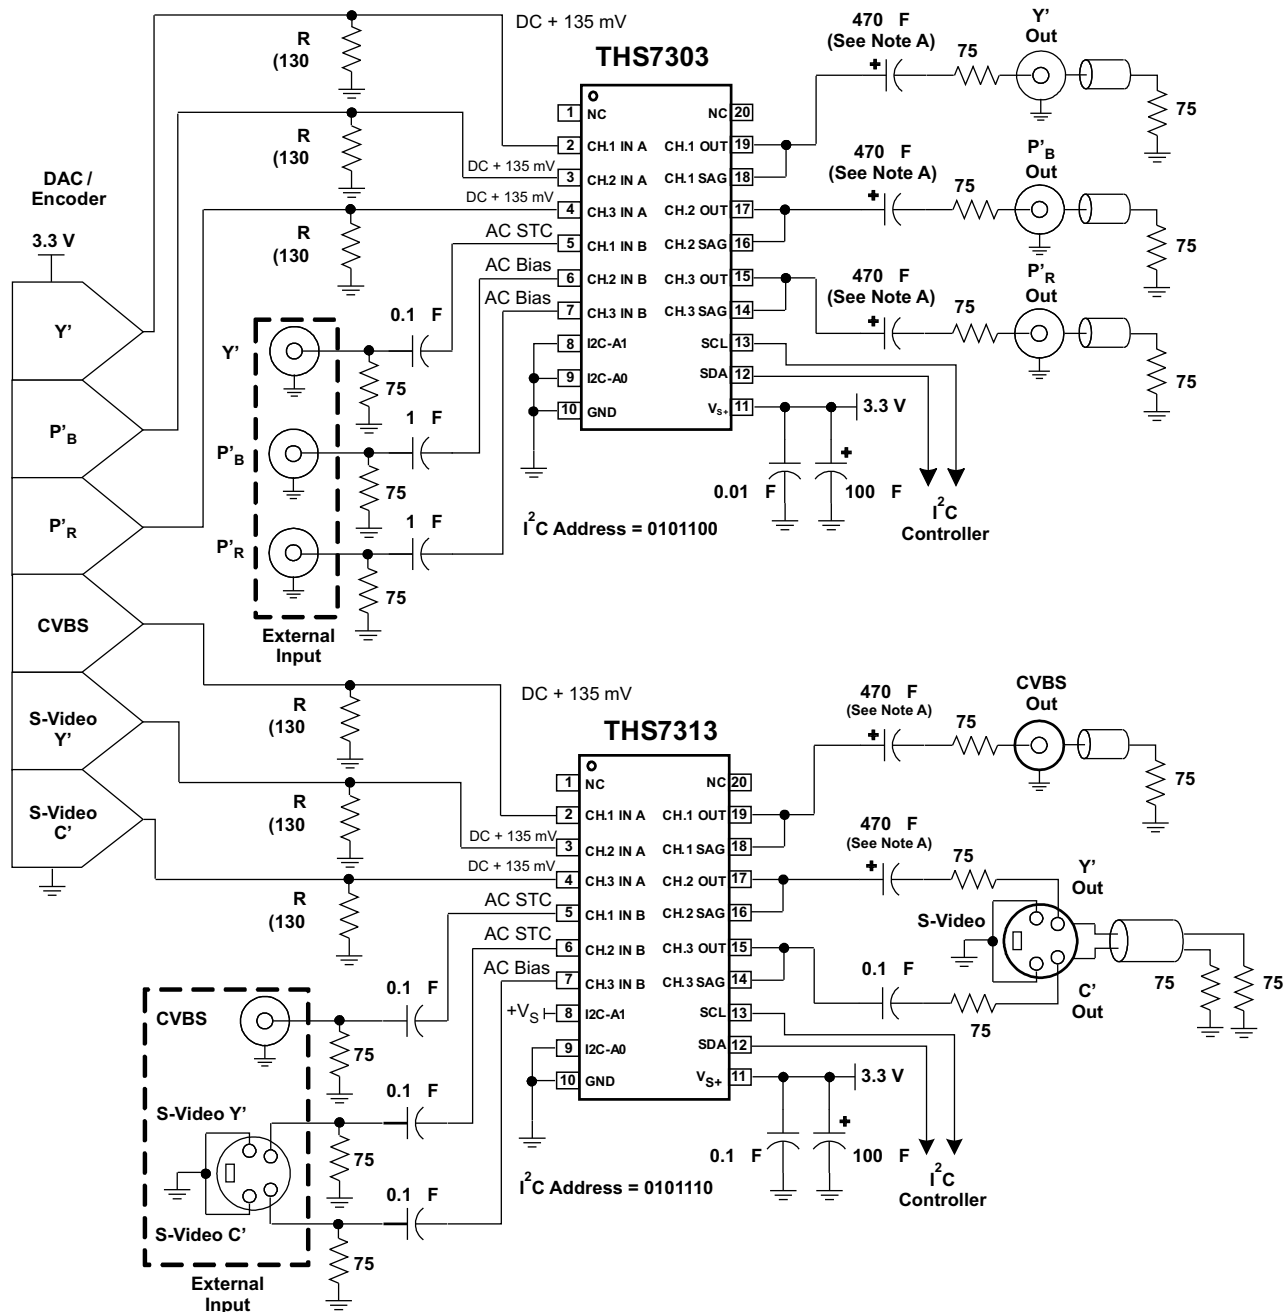 DC + 135 mV
470 F
(See Note A)
Y'
Out
R
(130
THS7303
75
75
1 NC
NC 20
2 CH.1 IN A
CH.1 OUT 19
R
(130
DC + 135 mV
3 CH.2 IN A
CH.1 SAG 18
470 F
(See Note A)
75
P'B
Out
DAC /
Encoder
DC + 135 mV
4 CH.3 IN A
CH.2 OUT 17
3.3 V
R
(130
AC STC
5 CH.1 IN B
CH.2 SAG 16
75
AC Bias
6 CH.2 IN B
CH.3 OUT 15
470 F
(See Note A)
75
P'R
Out
AC Bias
7 CH.3 IN B
CH.3 SAG 14
Y'
0.1 F
Y'
75
8 I2C-A1
SCL 13
9 I2C-A0
SDA 12
75
10 GND
VS+ 11
3.3 V
P'B
P'B
1 F
75
0.01 F
100 F
I2C
Controller
I2C Address = 0101100
P'R
P'R
1 F
75
External
Input
CVBS
DC + 135 mV
470 F
(See Note A)
CVBS
Out
R
(130
THS7313
75
75
S-Video
Y'
1 NC
NC 20
R
(130
2 CH.1 IN A
CH.1 OUT 19
S-Video
C'
DC + 135 mV
3 CH.2 IN A
CH.1 SAG 18
470 F
(See Note A)
75
Y'
Out
DC + 135 mV
4 CH.3 IN A
CH.2 OUT 17
R
(130
AC STC
5 CH.1 IN B
CH.2 SAG 16
S-Video
AC STC
6 CH.2 IN B
CH.3 OUT 15
AC Bias
7 CH.3 IN B
CH.3 SAG 14
0.1 F
75
C'
Out
75
75
CVBS
0.1 F
75
+VS
8 I2C-A1
SCL 13
9 I2C-A0
SDA 12
10 GND
VS+ 11
3.3 V
S-Video Y'
0.1 F
75
0.1 F
100 F
I2C
Controller
I2C Address = 0101110
S-Video C'
0.1 F
75
External
Input